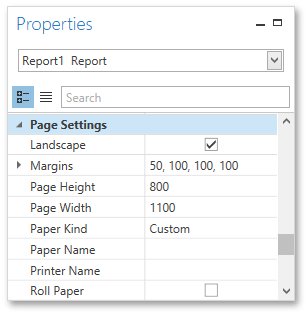 Properties
Report1 Report
Search
Page Settings
Landscape
Margins 50, 100, 100, 100
Page Height 800
Page Width 1100
Paper Kind Custom
Paper Name
Printer Name
Roll Paper